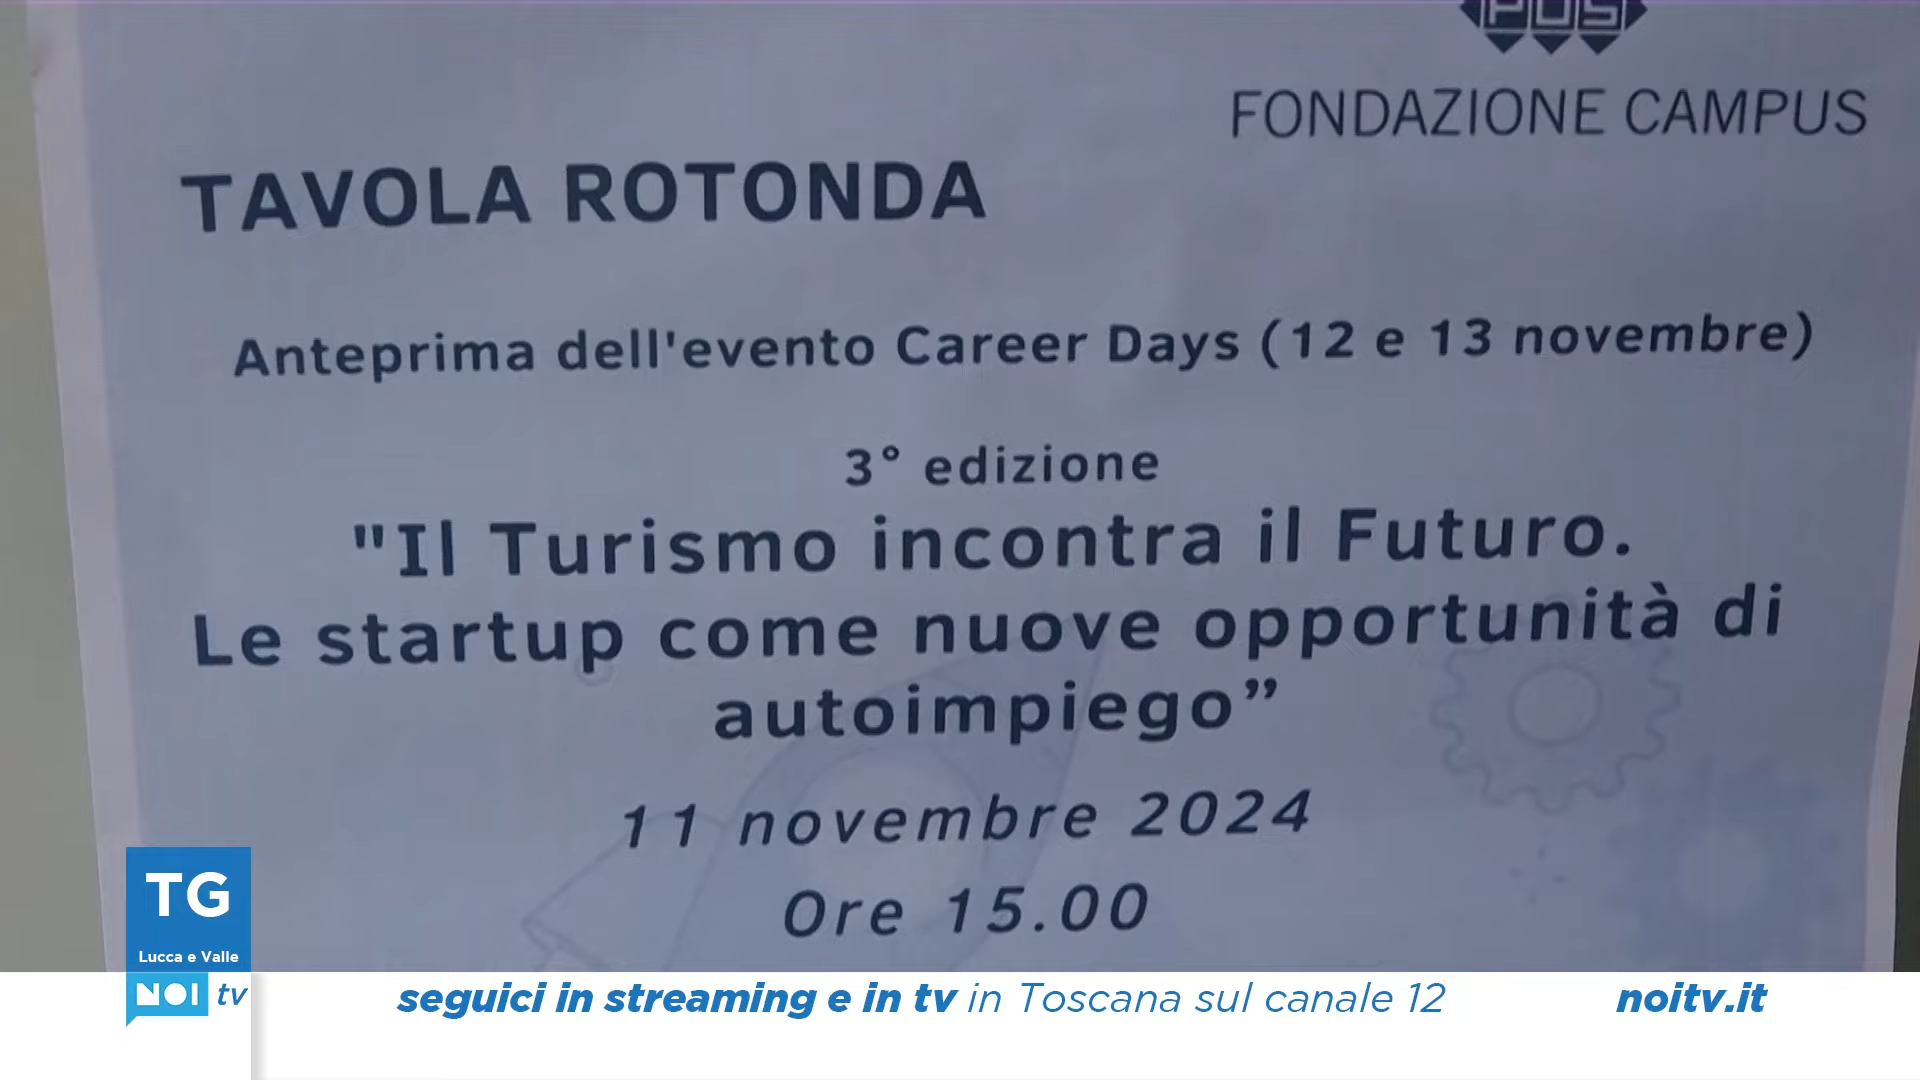 PUS
FONDAZIONE CAMPUS
TAVOLA ROTONDA
Anteprima dell'evento Career Days (12 e 13 novembre)
3° edizione
"Il Turismo incontra il Futuro.
Le startup come nuove opportunità di
autoimpiego”
11 novembre 2024
Ore 15.00
TG
Lucca e Valle
NOI tv
seguici in streaming e in tv in Toscana sul canale 12
noitv.it